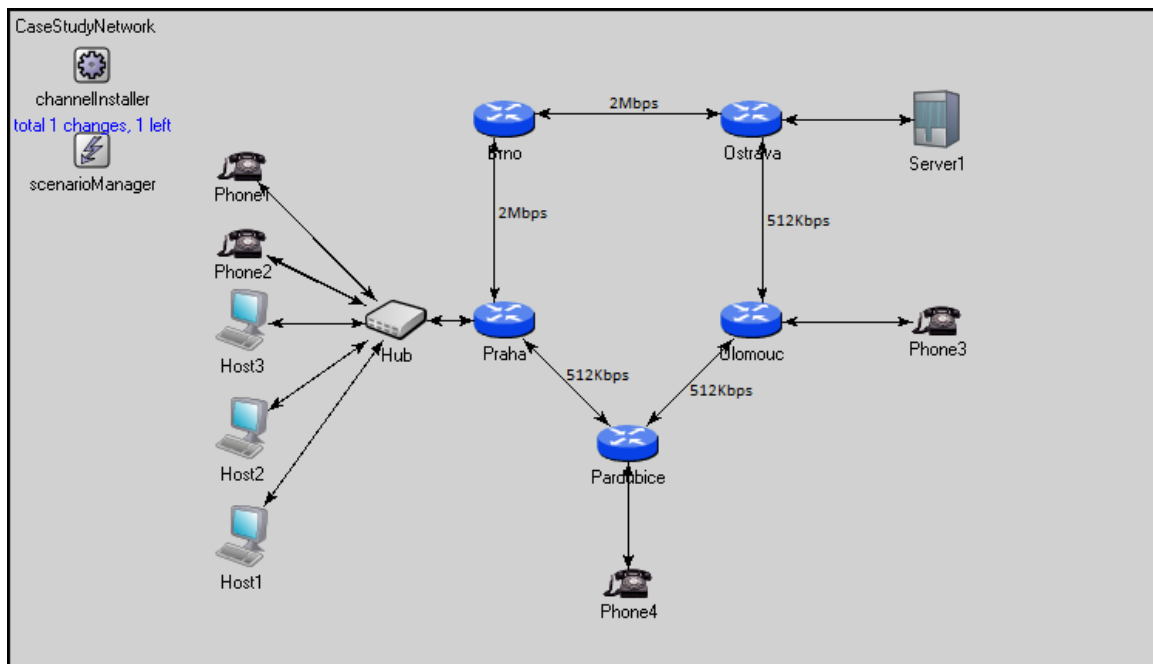 CaseStudyNetwork
channelInstaller
total 1 changes, 1 left
scenarioManager
2Mbps
Brno
Ostrava
Server1
Phone1
2Mbps
512Kbps
Phone2
Host3
Hub
Praha
Olomouc
Phone3
512Kbps
512Kbps
Host2
Pardubice
Host1
Phone4